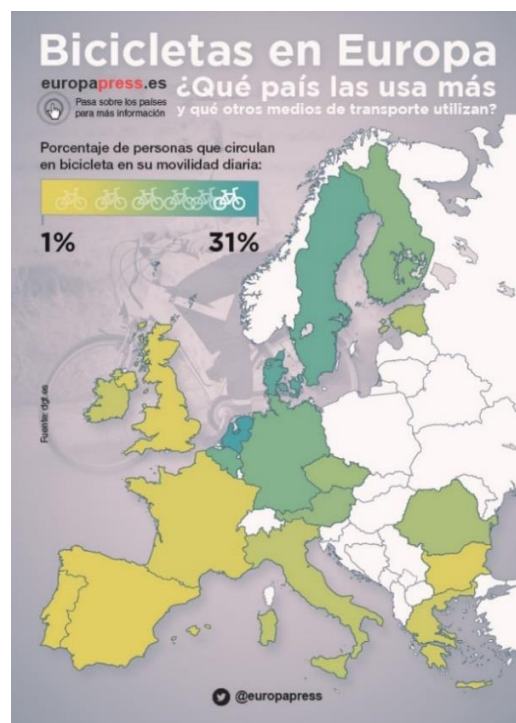 Bicicletas en Europa
europapress.es
¿Qué país las usa más
y qué otros medios de transporte utilizan?
Pasa sobre los países
para más información
Porcentaje de personas que circulan
en bicicleta en su movilidad diaria:
1%
31%
Fuente: dgt.es
@europapress